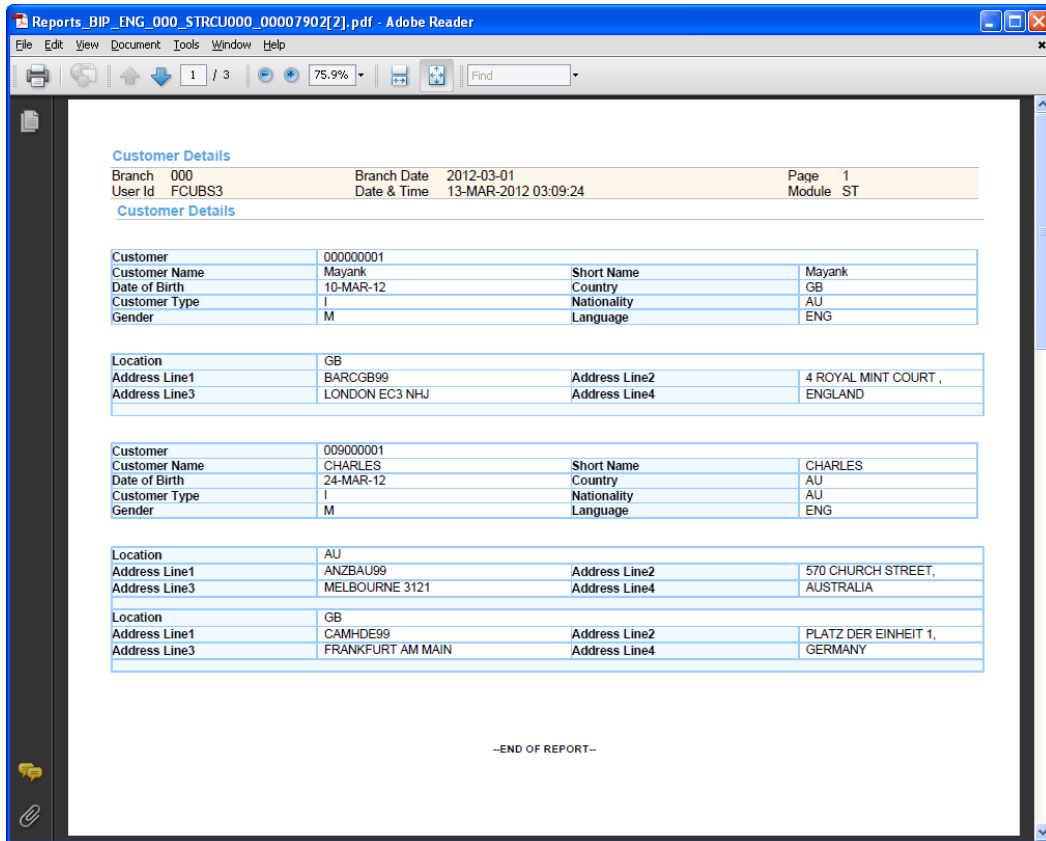 Reports_BIP_ENG_000_STRCU000_00007902[2].pdf - Adobe Reader
File Edit View Document Tools Window Help
1 / 3 75.9% Find
Customer Details
Branch 000 Branch Date 2012-03-01 Page 1
User Id FCUBS3 Date & Time 13-MAR-2012 03:09:24 Module ST
Customer Details
Customer 000000001
Customer Name Mayank Short Name Mayank
Date of Birth 10-MAR-12 Country GB
Customer Type I Nationality AU
Gender M Language ENG
Location GB
Address Line1 BARCGB99 Address Line2 4 ROYAL MINT COURT ,
Address Line3 LONDON EC3 NHJ Address Line4 ENGLAND
Customer 009000001
Customer Name CHARLES Short Name CHARLES
Date of Birth 24-MAR-12 Country AU
Customer Type I Nationality AU
Gender M Language ENG
Location AU
Address Line1 ANZBAU99 Address Line2 570 CHURCH STREET,
Address Line3 MELBOURNE 3121 Address Line4 AUSTRALIA
Location GB
Address Line1 CAMHDE99 Address Line2 PLATZ DER EINHEIT 1,
Address Line3 FRANKFURT AM MAIN Address Line4 GERMANY
--END OF REPORT--